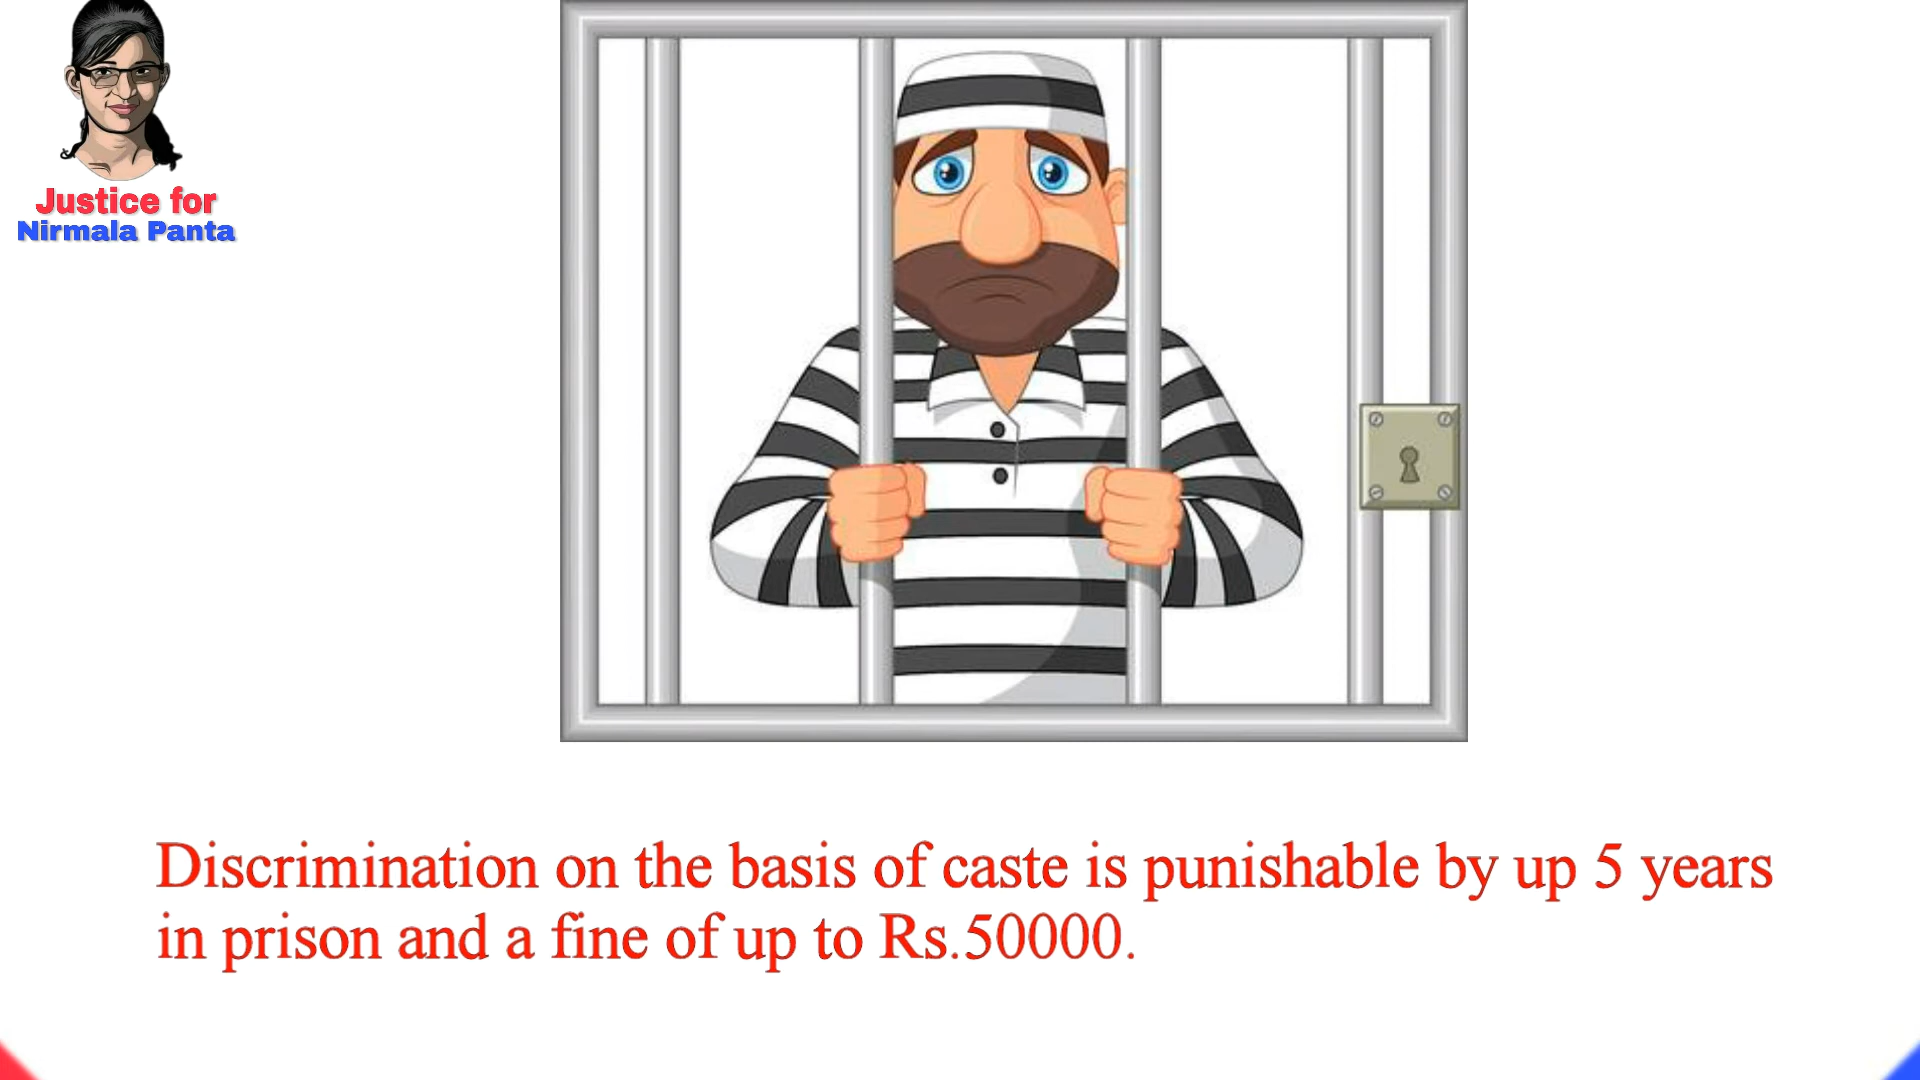 Justice for
Nirmala Panta
Discrimination on the basis of caste is punishable by up 5 years
in prison and a fine of up to Rs.50000.